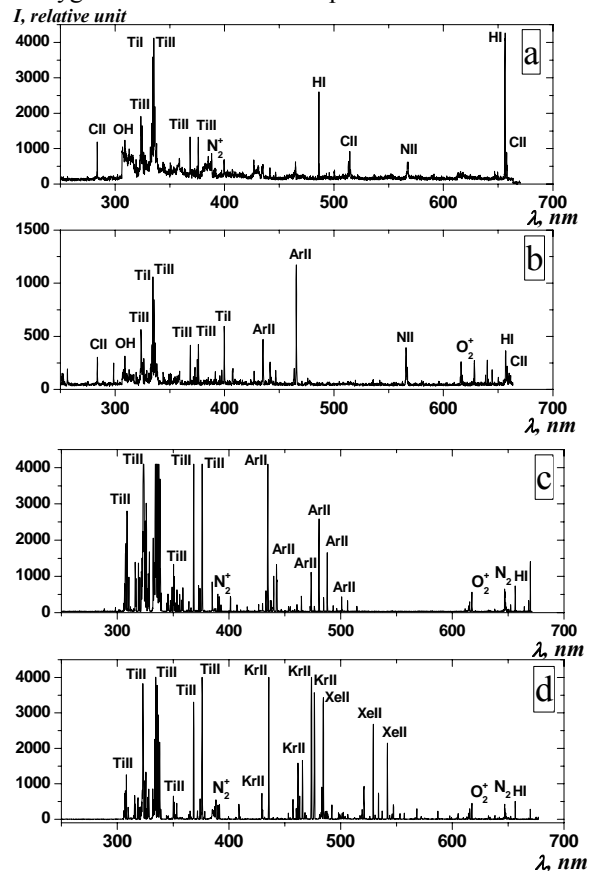 I, relative unit
4000
3000
2000
1000
0
TiI TiII
TiII
CII OH
TiII TiII
N2+
HI
CII
NII
HI
CII
a
300 400 500 600 700
λ, nm
1500
1000
500
0
TiI TiII
TiII
CII OH
TiII TiII
TiI
ArII
ArII
NII
O2+
HI
CII
b
300 400 500 600 700
λ, nm
4000
3000
2000
1000
0
TiII TiII TiII ArII
TiII
TiII
N2+
ArII
ArII
ArII
ArII
O2+ N2 HI
c
300 400 500 600 700
λ, nm
4000
3000
2000
1000
0
TiII TiII TiII TiII
TiII
TiII
N2+
KrII
KrII
KrII
KrII
XeII
XeII
XeII
O2+ N2 HI
d
300 400 500 600 700
λ, nm